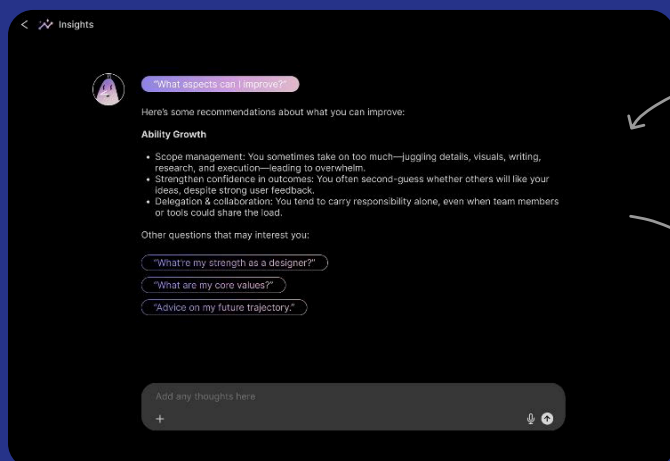 Insights
“What aspects can I improve?”
Here's some recommendations about what you can improve:
Ability Growth
• Scope management: You sometimes take on too much—juggling details, visuals, writing,
research, and execution—leading to overwhelm.
• Strengthen confidence in outcomes: You often second-guess whether others will like your
ideas, despite strong user feedback.
• Delegation & collaboration: You tend to carry responsibility alone, even when team members
or tools could share the load.
Other questions that may interest you:
“What're my strength as a designer?”
“What are my core values?”
“Advice on my future trajectory.”
Add any thoughts here